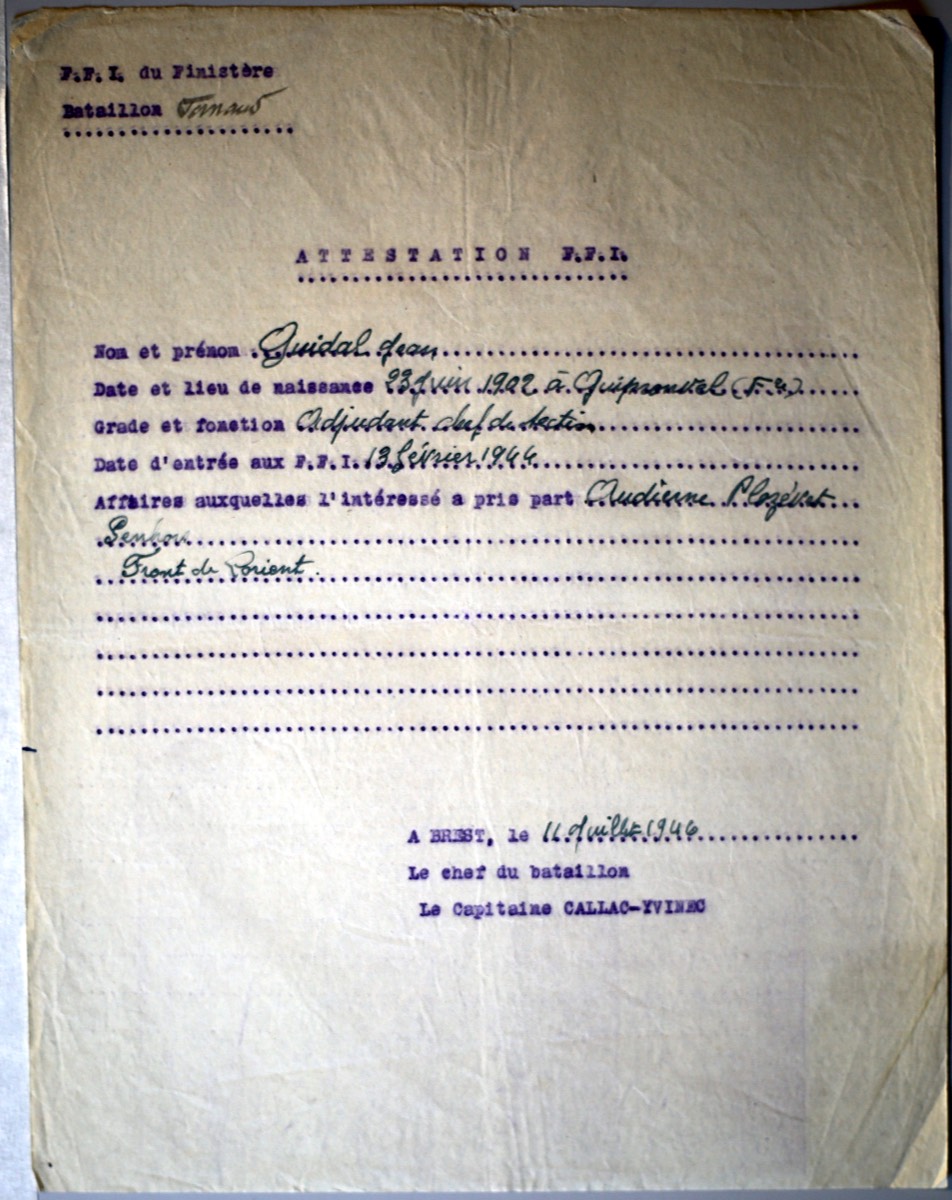 F.F.I. du Finistère
Bataillon
ATTESTATION F.F.I.
Nom et prénom Guidal Jean
Date et lieu de naissance 23 Juin 1902 à Guipronvel (F.re)
Grade et fonction Adjudant chef de section
Date d'entrée aux F.F.I. 13 février 1944
Affaires auxquelles l'intéressé a pris part Audierne Plozévet
Penhors
Front de Lorient.
A BREST, le 11 Juillet 1946
Le chef du bataillon
Le Capitaine CALLAC-YVINEC